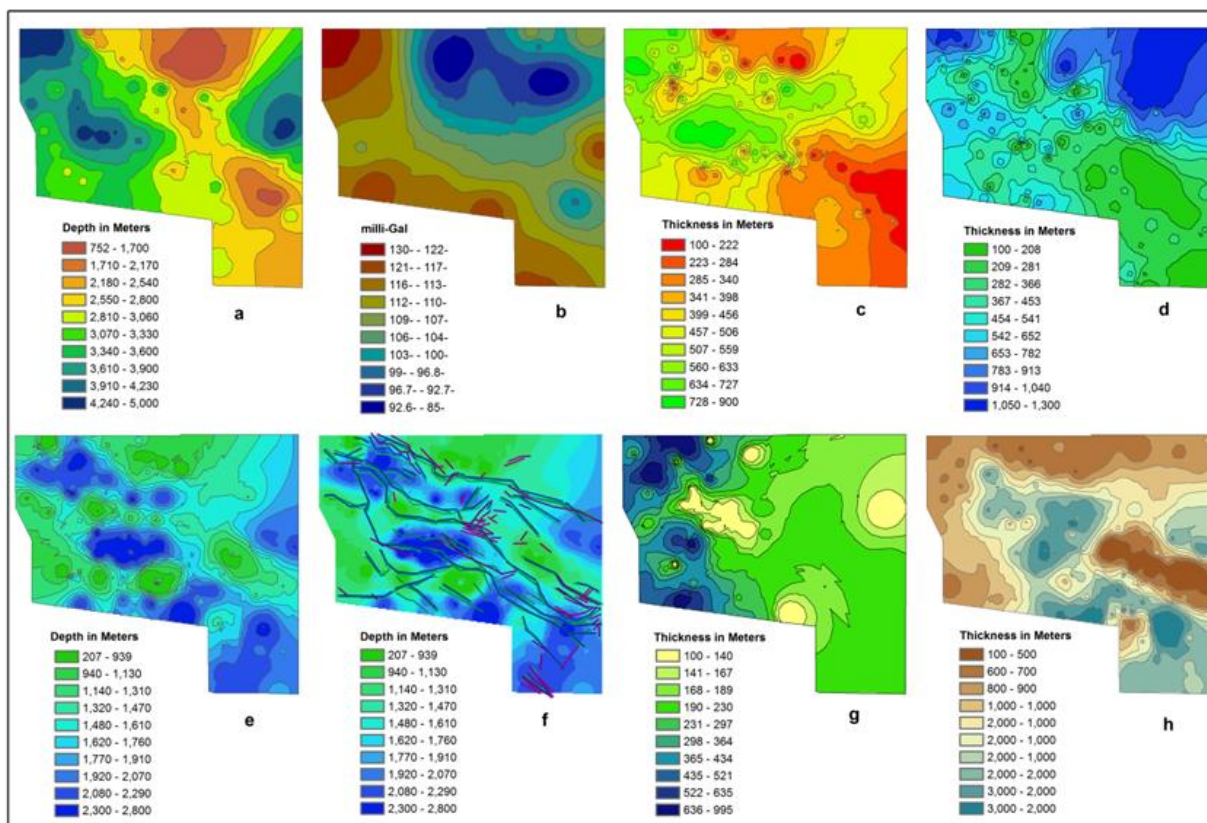 Depth in Meters
752 - 1,700
1,710 - 2,170
2,180 - 2,540
2,550 - 2,800
2,810 - 3,060
3,070 - 3,330
3,340 - 3,600
3,610 - 3,900
3,910 - 4,230
4,240 - 5,000
a
milli-Gal
130- - 122-
121- - 117-
116- - 113-
112- - 110-
109- - 107-
106- - 104-
103- - 100-
99- - 96.8-
96.7- - 92.7-
92.6- - 85-
b
Thickness in Meters
100 - 222
223 - 284
285 - 340
341 - 398
399 - 456
457 - 506
507 - 559
560 - 633
634 - 727
728 - 900
c
Thickness in Meters
100 - 208
209 - 281
282 - 366
367 - 453
454 - 541
542 - 652
653 - 782
783 - 913
914 - 1,040
1,050 - 1,300
d
Depth in Meters
207 - 939
940 - 1,130
1,140 - 1,310
1,320 - 1,470
1,480 - 1,610
1,620 - 1,760
1,770 - 1,910
1,920 - 2,070
2,080 - 2,290
2,300 - 2,800
e
Depth in Meters
207 - 939
940 - 1,130
1,140 - 1,310
1,320 - 1,470
1,480 - 1,610
1,620 - 1,760
1,770 - 1,910
1,920 - 2,070
2,080 - 2,290
2,300 - 2,800
f
Thickness in Meters
100 - 140
141 - 167
168 - 189
190 - 230
231 - 297
298 - 364
365 - 434
435 - 521
522 - 635
636 - 995
g
Thickness in Meters
100 - 500
600 - 700
800 - 900
1,000 - 1,000
2,000 - 1,000
2,000 - 1,000
2,000 - 2,000
3,000 - 2,000
3,000 - 2,000
h